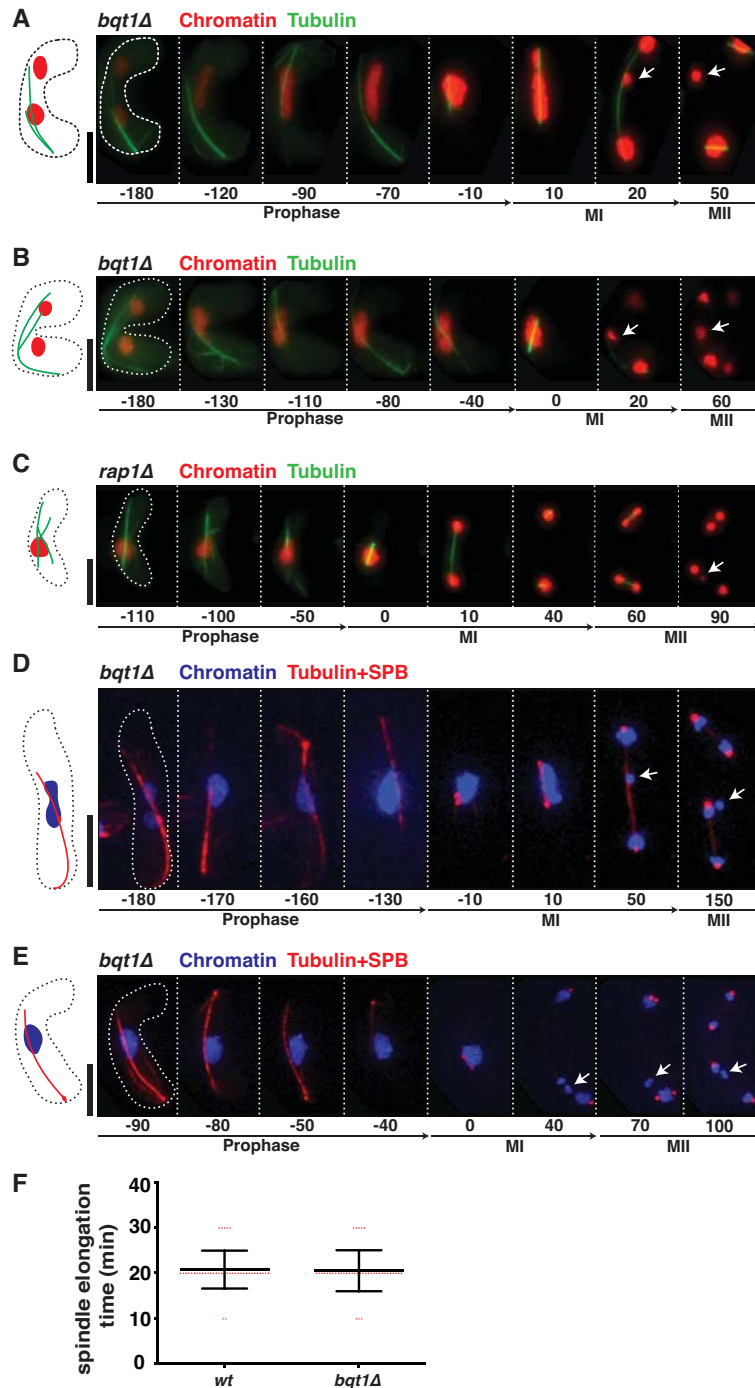 A bqt1Δ Chromatin Tubulin
-180 -120 -90 -70 -10 10 20 50
Prophase MI MII
B bqt1Δ Chromatin Tubulin
-180 -130 -110 -80 -40 0 20 60
Prophase MI MII
C rap1Δ Chromatin Tubulin
-110 -100 -50 0 10 40 60 90
Prophase MI MII
D bqt1Δ Chromatin Tubulin+SPB
-180 -170 -160 -130 -10 10 50 150
Prophase MI MII
E bqt1Δ Chromatin Tubulin+SPB
-90 -80 -50 -40 0 40 70 100
Prophase MI MII
F
spindle elongation
time (min)
40
30
20
10
0
wt bqt1Δ